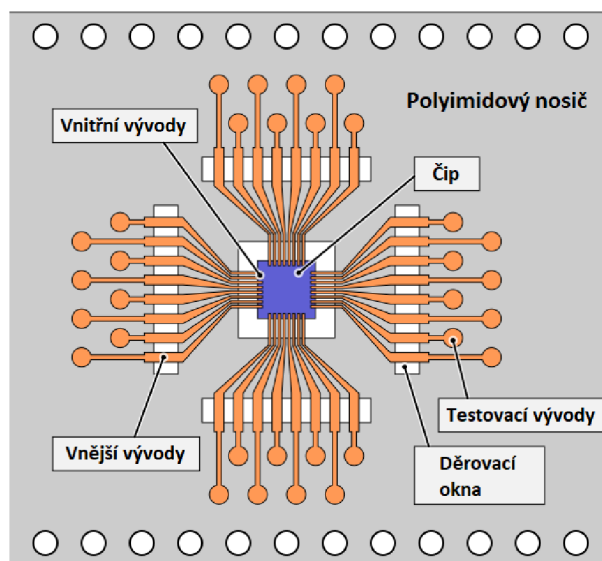 Polyimidový nosič
Vnitřní vývody
Čip
Vnější vývody
Testovací vývody
Děrovací
okna